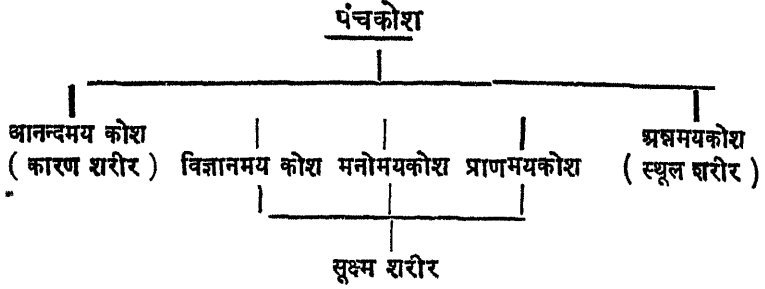 पंचकोश
आनन्दमय कोश
( कारण शरीर )
विज्ञानमय कोश मनोमयकोश प्राणमयकोश
अन्नमयकोश
( स्थूल शरीर )
सूक्ष्म शरीर